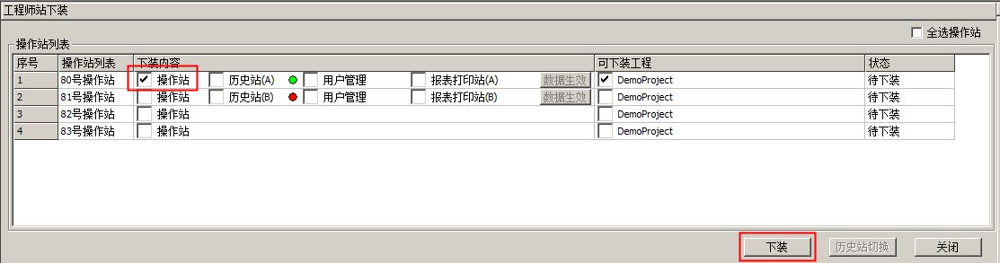 工程师站下装
全选操作站
操作站列表
序号 操作站列表 下装内容 可下装工程 状态
1 80号操作站 操作站 历史站(A) 用户管理 报表打印站(A) 数据生效 DemoProject 待下装
2 81号操作站 操作站 历史站(B) 用户管理 报表打印站(B) 数据生效 DemoProject 待下装
3 82号操作站 操作站 DemoProject 待下装
4 83号操作站 操作站 DemoProject 待下装
下装 历史站切换 关闭